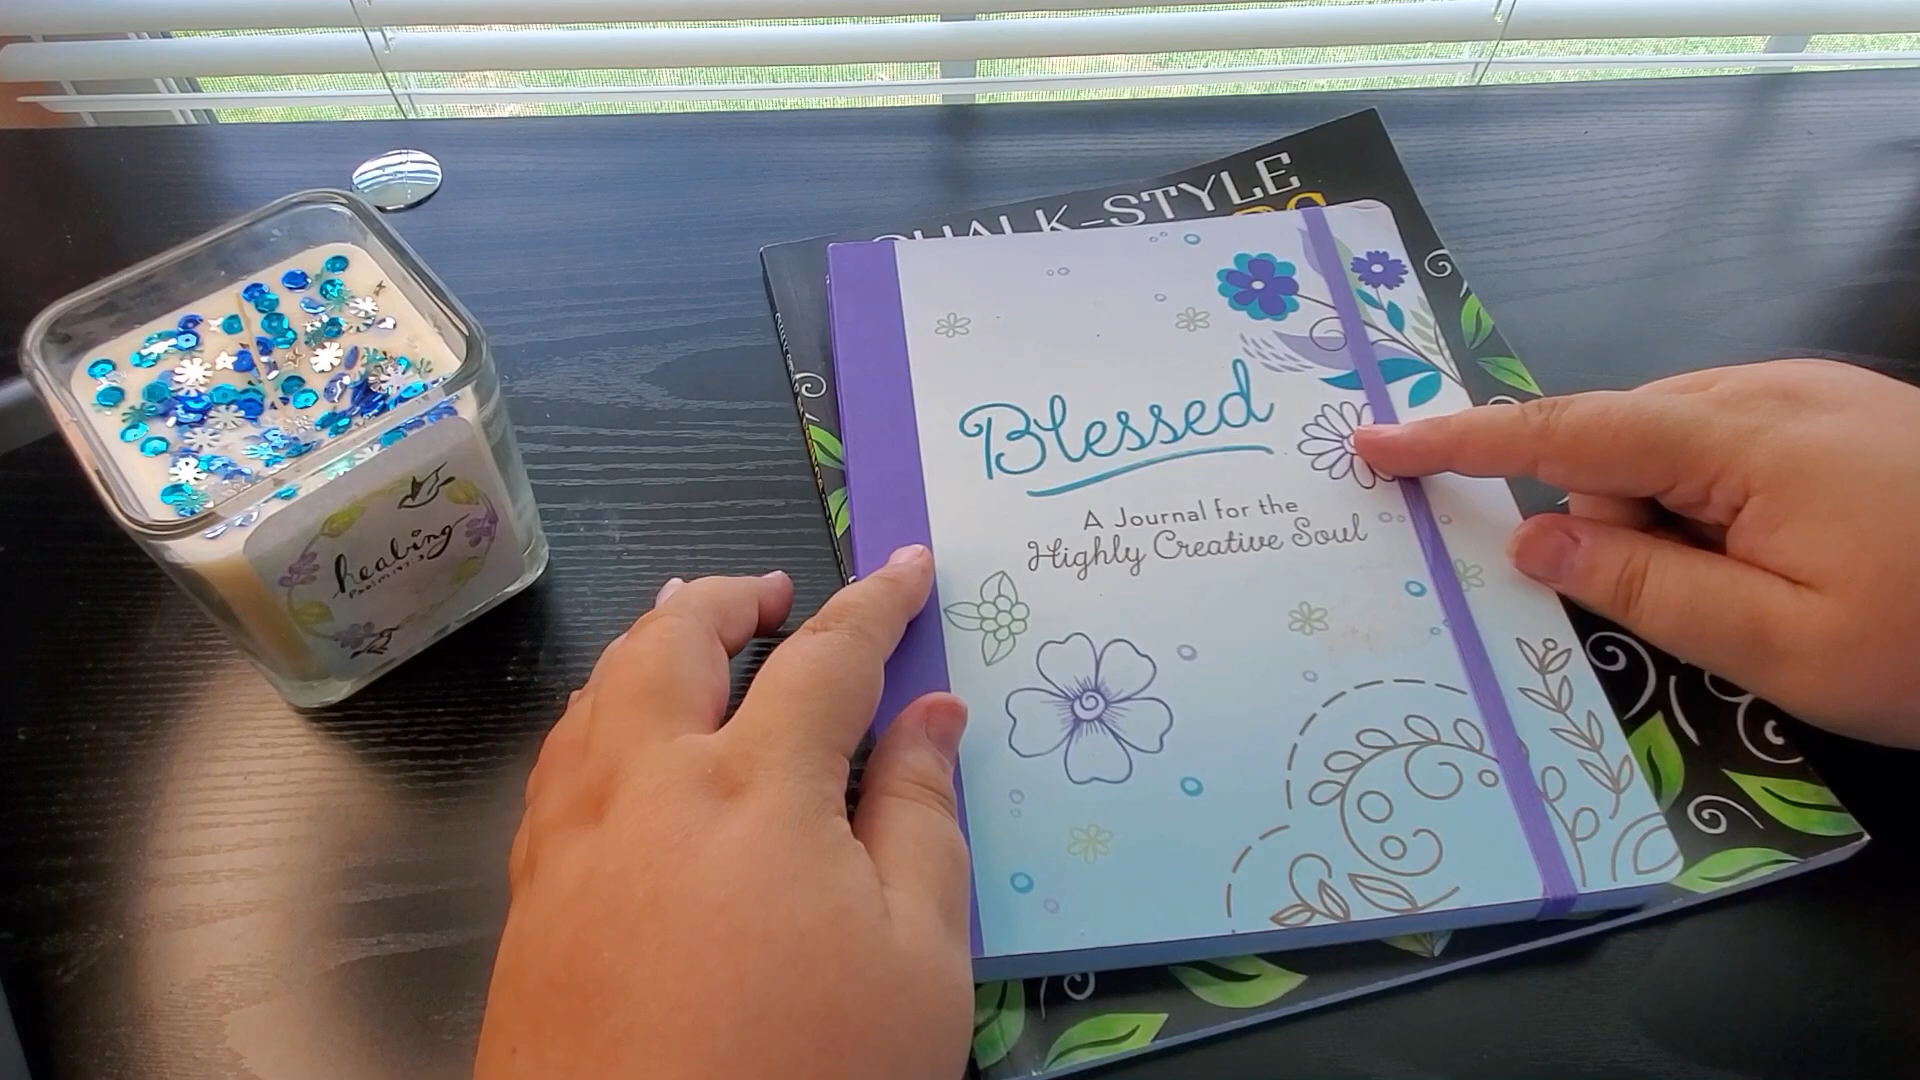 CHALK-STYLE
Blessed
A Journal for the
Highly Creative Soul
healing